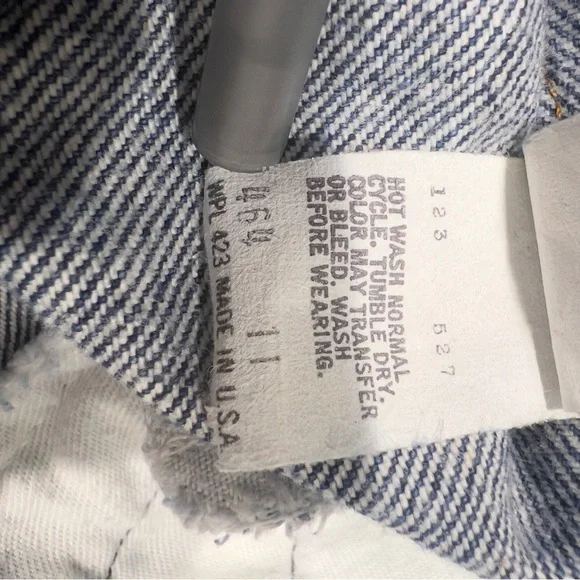 123 527
HOT WASH NORMAL
CYCLE. TUMBLE DRY.
COLOR MAY TRANSFER
OR BLEED. WASH
BEFORE WEARING.
464 11
WPL 423 MADE IN U.S.A